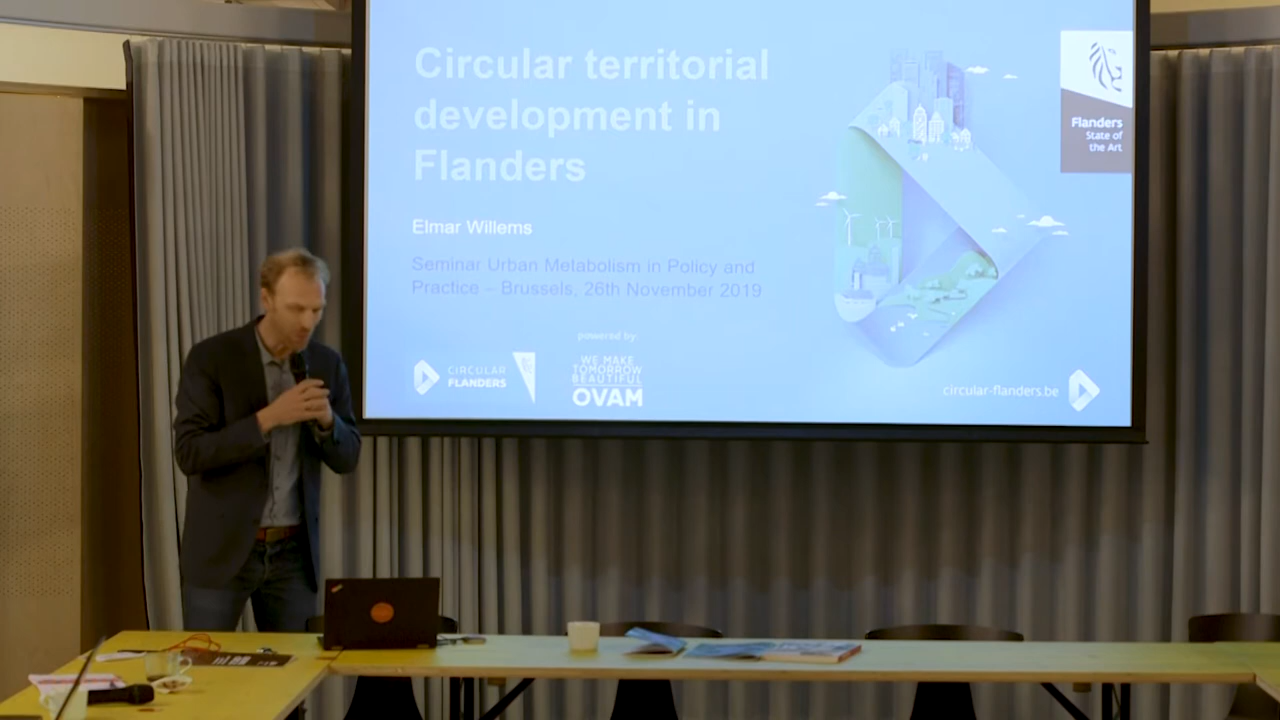 Circular territorial
development in
Flanders
Elmar Willems
Seminar Urban Metabolism in Policy and
Practice – Brussels, 26th November 2019
powered by:
CIRCULAR
FLANDERS
WE MAKE
TOMORROW
BEAUTIFUL
OVAM
Flanders
State of
the Art
circular-flanders.be